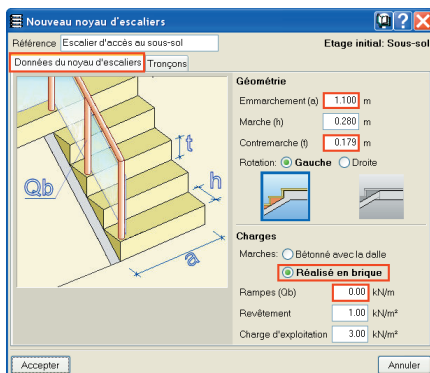 Nouveau noyau d'escaliers
Référence Escalier d'accès au sous-sol Etage initial: Sous-sol
Données du noyau d'escaliers Tronçons
Géométrie
Emmarchement (a) 1.100 m
Marche (h) 0.280 m
Contremarche (t) 0.179 m
Rotation: Gauche Droite
Charges
Marches: Bétonné avec la dalle
Réalisé en brique
Rampes (Qb) 0.00 kN/m
Revêtement 1.00 kN/m²
Charge d'exploitation 3.00 kN/m²
Qb
t
h
a
Accepter Annuler